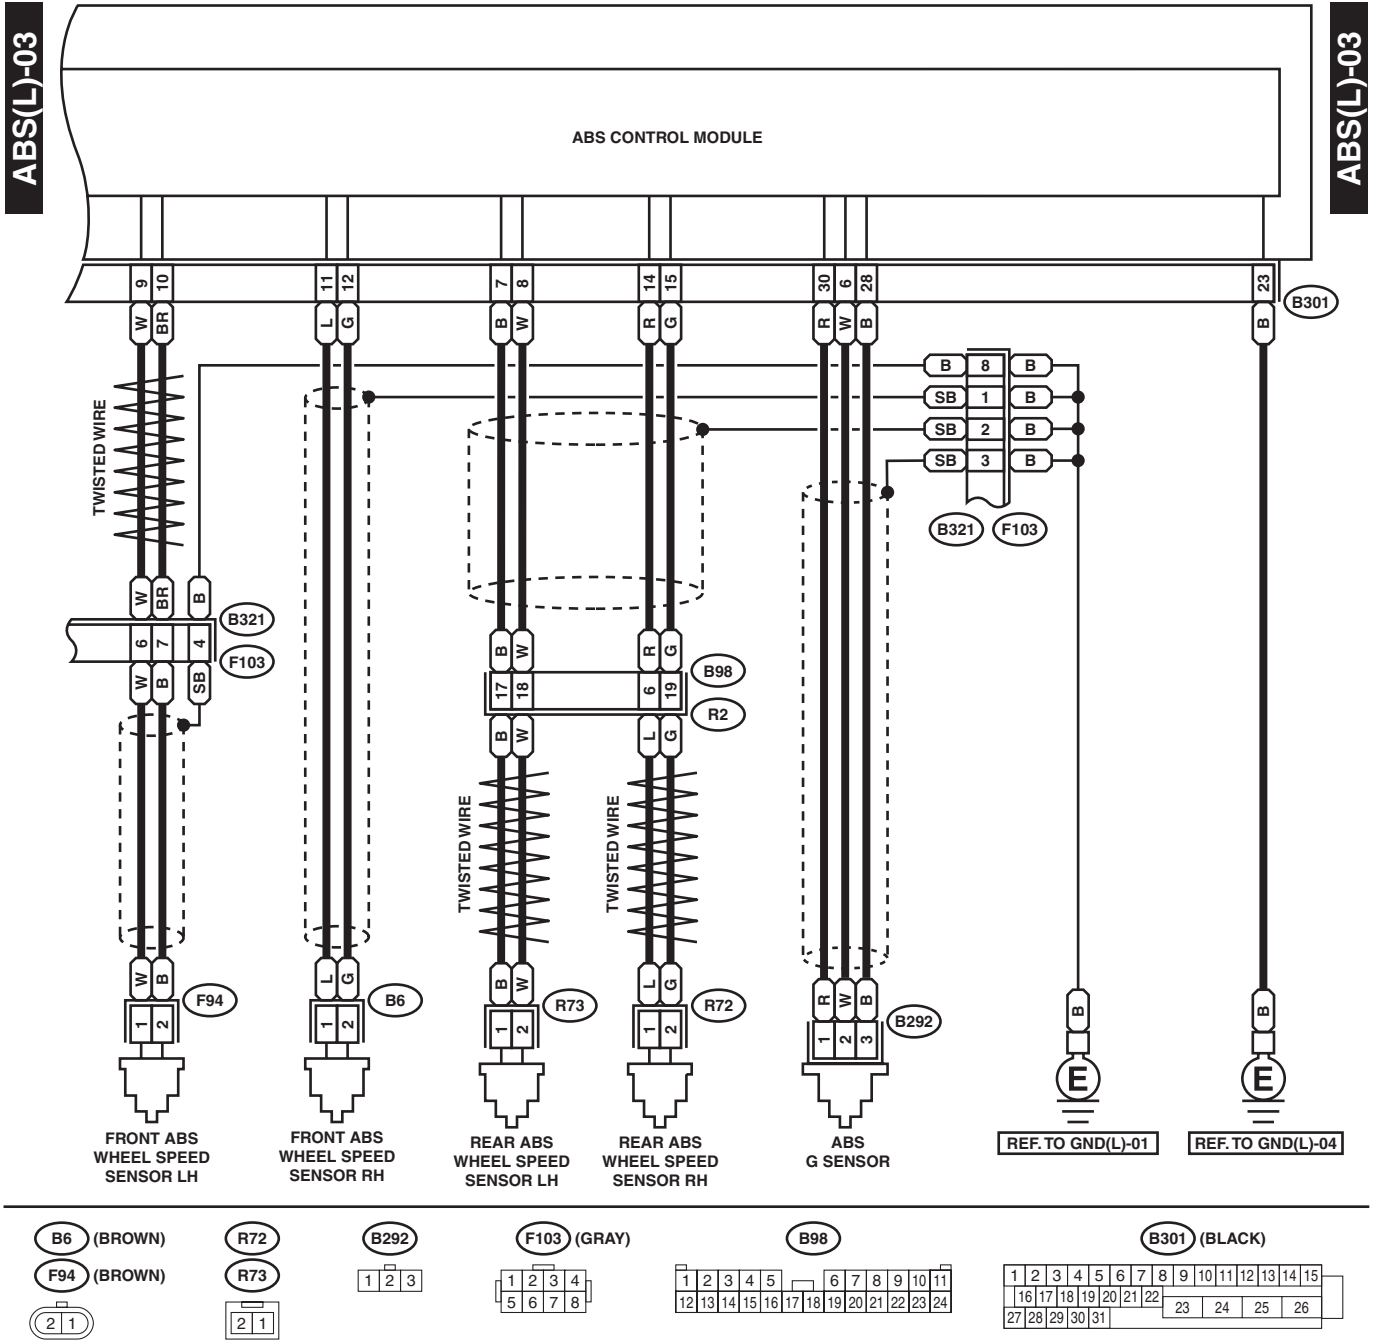 ABS(L)-03
ABS(L)-03
ABS CONTROL MODULE
9 10 11 12 7 8 14 15 30 6 28 23
B301
W BR L G B W R G R W B B
B 8 B
SB 1 B
SB 2 B
SB 3 B
B321 F103
TWISTED WIRE
W BR B
B321
6 7 4
F103
W B SB
B W R G
B98
17 18 6 19
R2
B W L G
TWISTED WIRE
TWISTED WIRE
W B L G B W L G R W B B B
F94 B6 R73 R72 B292
1 2 1 2 1 2 1 2 1 2 3
E E
FRONT ABS
WHEEL SPEED
SENSOR LH
FRONT ABS
WHEEL SPEED
SENSOR RH
REAR ABS
WHEEL SPEED
SENSOR LH
REAR ABS
WHEEL SPEED
SENSOR RH
ABS
G SENSOR
REF. TO GND(L)-01
REF. TO GND(L)-04
B6 (BROWN)
F94 (BROWN)
2 1
R72
R73
2 1
B292
1 2 3
F103 (GRAY)
1 2 3 4
5 6 7 8
B98
1 2 3 4 5 6 7 8 9 10 11
12 13 14 15 16 17 18 19 20 21 22 23 24
B301 (BLACK)
1 2 3 4 5 6 7 8 9 10 11 12 13 14 15
16 17 18 19 20 21 22
23 24 25 26
27 28 29 30 31